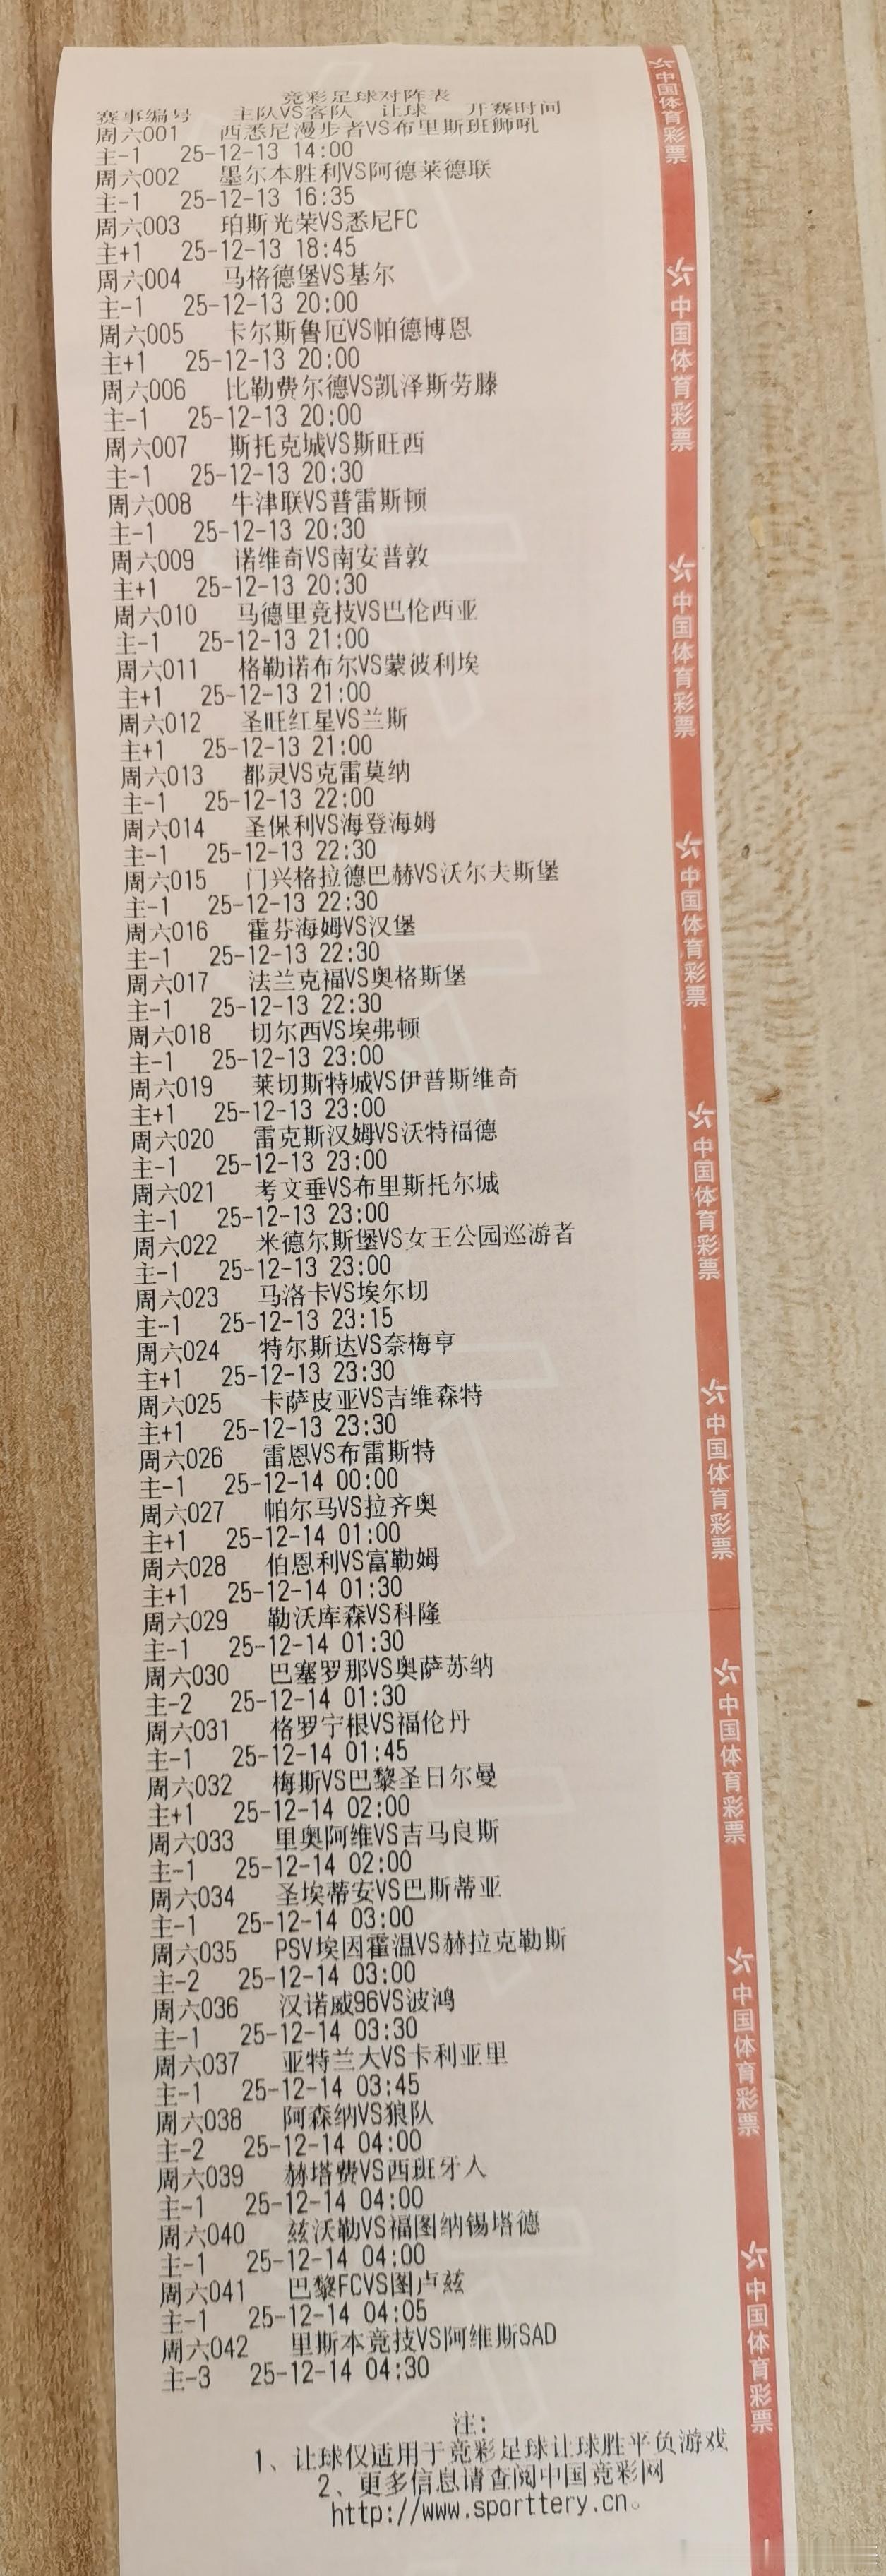 竞彩足球对阵表
赛事编号 主队VS客队 让球 开赛时间
周六001 西悉尼漫步者VS布里斯班狮吼
主-1 25-12-13 14:00
周六002 墨尔本胜利VS阿德莱德联
主-1 25-12-13 16:35
周六003 珀斯光荣VS悉尼FC
主+1 25-12-13 18:45
周六004 马格德堡VS基尔
主-1 25-12-13 20:00
周六005 卡尔斯鲁厄VS帕德博恩
主+1 25-12-13 20:00
周六006 比勒费尔德VS凯泽斯劳滕
主-1 25-12-13 20:00
周六007 斯托克城VS斯旺西
主-1 25-12-13 20:30
周六008 牛津联VS普雷斯顿
主-1 25-12-13 20:30
周六009 诺维奇VS南安普敦
主+1 25-12-13 20:30
周六010 马德里竞技VS巴伦西亚
主-1 25-12-13 21:00
周六011 格勒诺布尔VS蒙彼利埃
主+1 25-12-13 21:00
周六012 圣旺红星VS兰斯
主+1 25-12-13 21:00
周六013 都灵VS克雷莫纳
主-1 25-12-13 22:00
周六014 圣保利VS海登海姆
主-1 25-12-13 22:30
周六015 门兴格拉德巴赫VS沃尔夫斯堡
主-1 25-12-13 22:30
周六016 霍芬海姆VS汉堡
主-1 25-12-13 22:30
周六017 法兰克福VS奥格斯堡
主-1 25-12-13 22:30
周六018 切尔西VS埃弗顿
主-1 25-12-13 23:00
周六019 莱切斯特城VS伊普斯维奇
主+1 25-12-13 23:00
周六020 雷克斯汉姆VS沃特福德
主-1 25-12-13 23:00
周六021 考文垂VS布里斯托尔城
主-1 25-12-13 23:00
周六022 米德尔斯堡VS女王公园巡游者
主-1 25-12-13 23:00
周六023 马洛卡VS埃尔切
主-1 25-12-13 23:15
周六024 特尔斯达VS奈梅亨
主+1 25-12-13 23:30
周六025 卡萨皮亚VS吉维森特
主+1 25-12-13 23:30
周六026 雷恩VS布雷斯特
主-1 25-12-14 00:00
周六027 帕尔马VS拉齐奥
主+1 25-12-14 01:00
周六028 伯恩利VS富勒姆
主+1 25-12-14 01:30
周六029 勒沃库森VS科隆
主-1 25-12-14 01:30
周六030 巴塞罗那VS奥萨苏纳
主-2 25-12-14 01:30
周六031 格罗宁根VS福伦丹
主-1 25-12-14 01:45
周六032 梅斯VS巴黎圣日尔曼
主+1 25-12-14 02:00
周六033 里奥阿维VS吉马良斯
主-1 25-12-14 02:00
周六034 圣埃蒂安VS巴斯蒂亚
主-1 25-12-14 03:00
周六035 PSV埃因霍温VS赫拉克勒斯
主-2 25-12-14 03:00
周六036 汉诺威96VS波鸿
主-1 25-12-14 03:30
周六037 亚特兰大VS卡利亚里
主-1 25-12-14 03:45
周六038 阿森纳VS狼队
主-2 25-12-14 04:00
周六039 赫塔费VS西班牙人
主-1 25-12-14 04:00
周六040 兹沃勒VS福图纳锡塔德
主-1 25-12-14 04:00
周六041 巴黎FCVS图卢兹
主-1 25-12-14 04:05
周六042 里斯本竞技VS阿维斯SAD
主-3 25-12-14 04:30
注:
1、让球仅适用于竞彩足球让球胜平负游戏
2、更多信息请查阅中国竞彩网
http://www.sporttery.cn。
中国体育彩票
中国体育彩票
中国体育彩票
中国体育彩票
中国体育彩票
中国体育彩票
中国体育彩票
中国体育彩票
中国体育彩票